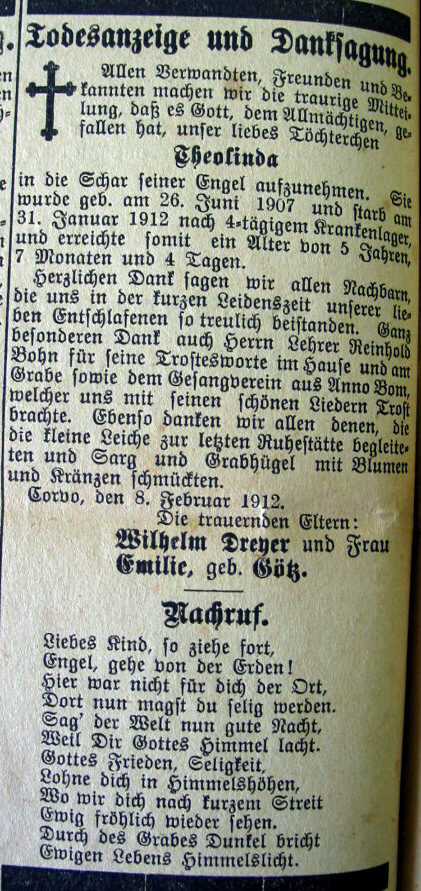 Todesanzeige und Danksagung.
Allen Verwandten, Freunden und Be-
kannten machen wir die traurige Mittei-
lung, daß es Gott, dem Allmächtigen, ge-
fallen hat, unser liebes Töchterchen
Theolinda
in die Schar seiner Engel aufzunehmen. Sie
wurde geb. am 26. Juni 1907 und starb am
31. Januar 1912 nach 4-tägigem Krankenlager,
und erreichte somit ein Alter von 5 Jahren,
7 Monaten und 4 Tagen.
Herzlichen Dank sagen wir allen Nachbarn,
die uns in der kurzen Leidenszeit unserer lie-
ben Entschlafenen so treulich beistanden. Ganz
besonderen Dank auch Herrn Lehrer Reinhold
Bohn für seine Trostesworte im Hause und am
Grabe sowie dem Gesangverein aus Anno Bom,
welcher uns mit seinen schönen Liedern Trost
brachte. Ebenso danken wir allen denen, die
die kleine Leiche zur letzten Ruhestätte begleite-
ten und Sarg und Grabhügel mit Blumen
und Kränzen schmückten.
Corvo, den 8. Februar 1912.
Die trauernden Eltern:
Wilhelm Dreyer und Frau
Emilie, geb. Götz.
Nachruf.
Liebes Kind, so ziehe fort,
Engel, gehe von der Erden!
Hier war nicht für dich der Ort,
Dort nun magst du selig werden.
Sag' der Welt nun gute Nacht,
Weil Dir Gottes Himmel lacht.
Gottes Frieden, Seligkeit,
Lohne dich in Himmelshöhen,
Wo wir dich nach kurzem Streit
Ewig fröhlich wieder sehen.
Durch des Grabes Dunkel bricht
Ewigen Lebens Himmelslicht.